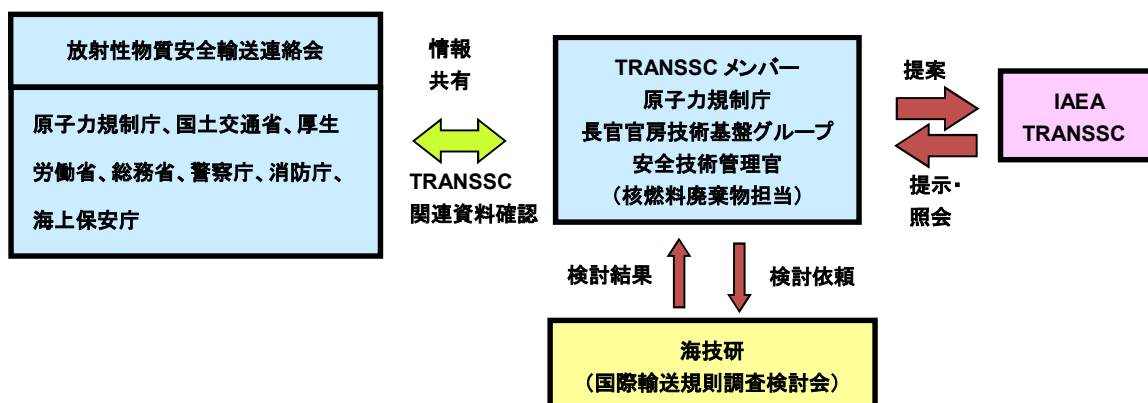 放射性物質安全輸送連絡会
原子力規制庁、国土交通省、厚生
労働省、総務省、警察庁、消防庁、
海上保安庁
情報
共有
TRANSSC
関連資料確認
TRANSSC メンバー
原子力規制庁
長官官房技術基盤グループ
安全技術管理官
（核燃料廃棄物担当）
提案
提示・
照会
IAEA
TRANSSC
検討結果
検討依頼
海技研
（国際輸送規則調査検討会）